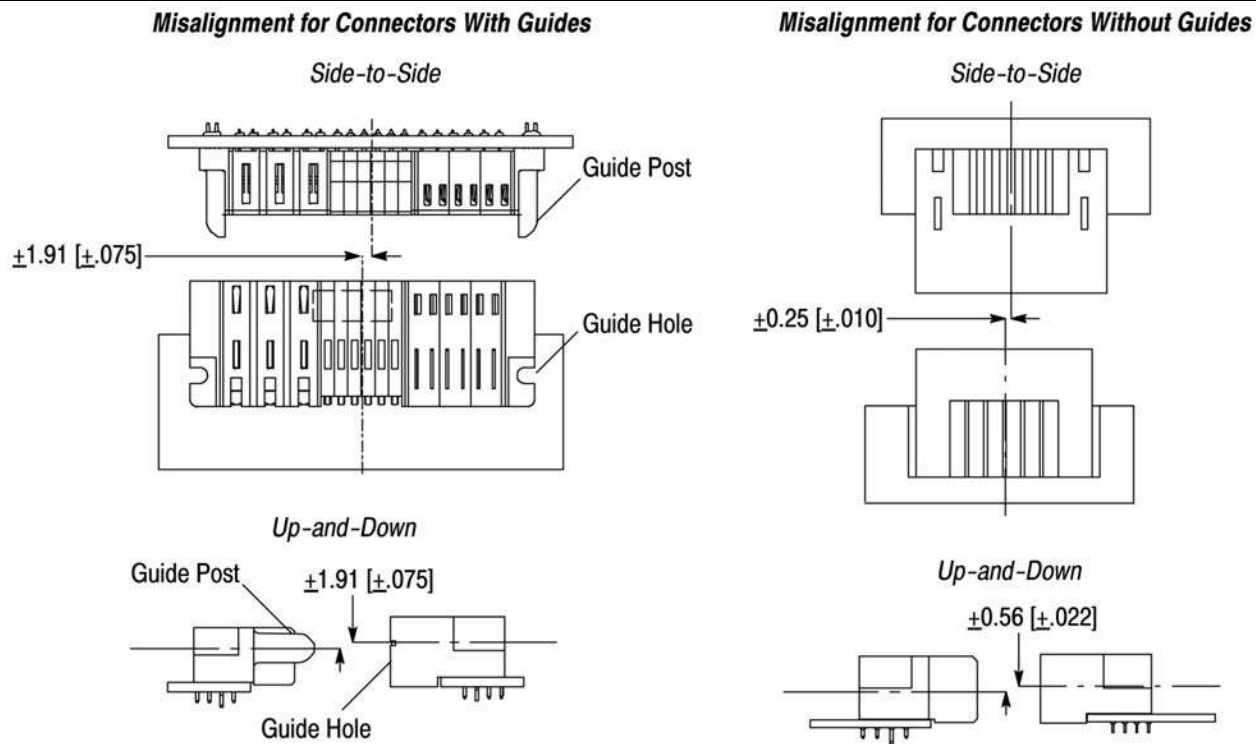 Misalignment for Connectors With Guides
Side-to-Side
Guide Post
±1.91 [±.075]
Guide Hole
Up-and-Down
Guide Post
±1.91 [±.075]
Guide Hole
Misalignment for Connectors Without Guides
Side-to-Side
±0.25 [±.010]
Up-and-Down
±0.56 [±.022]